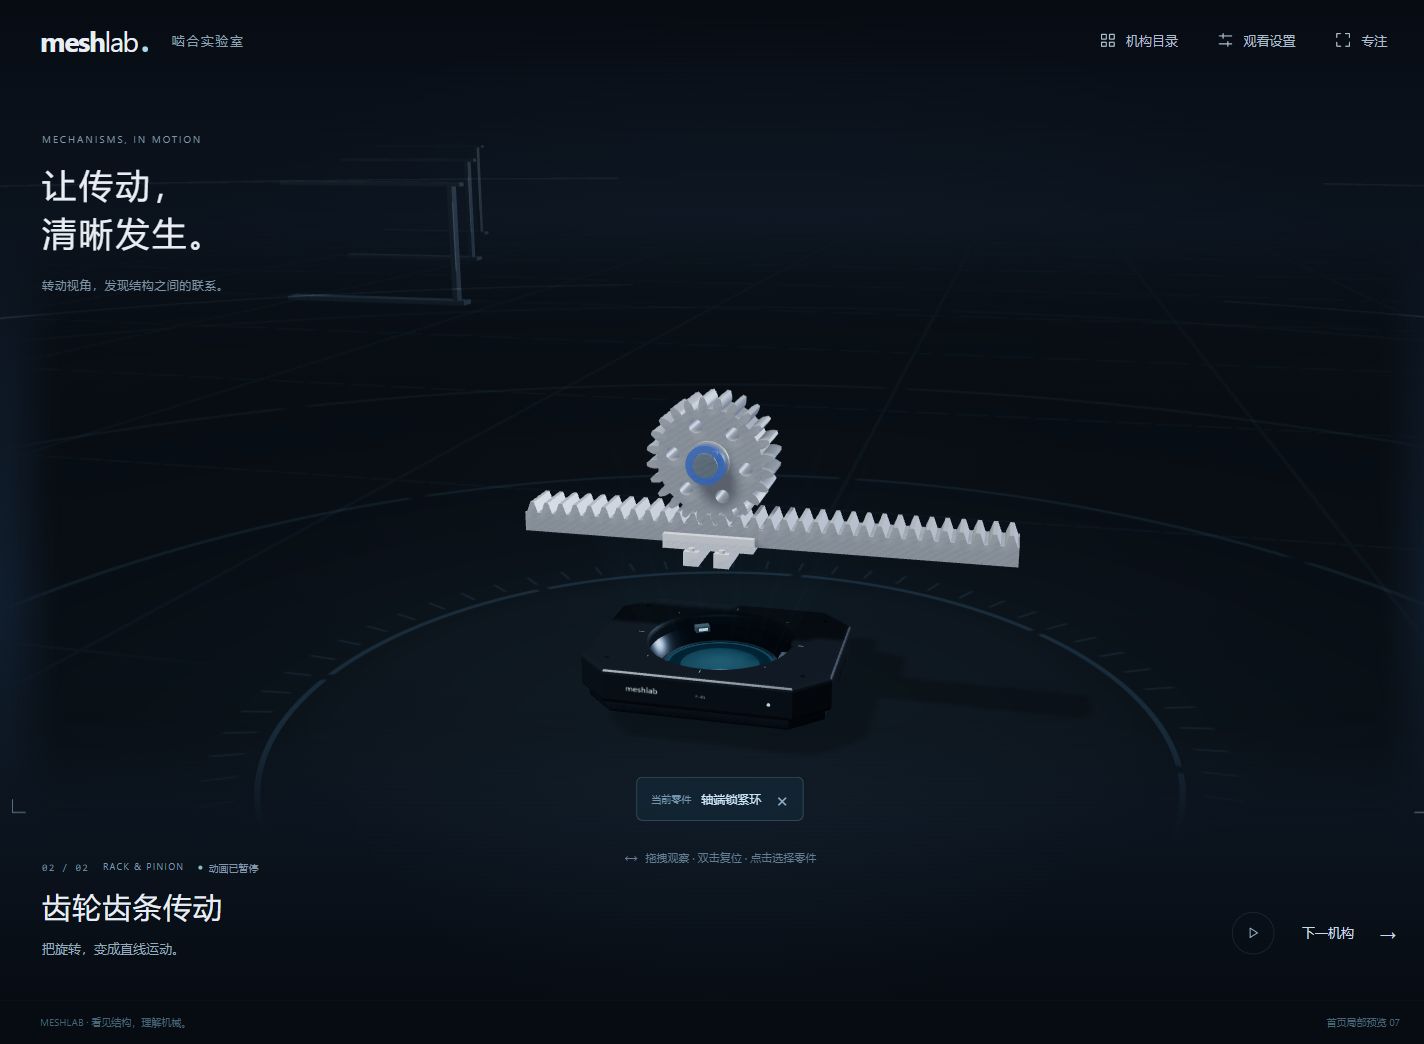 meshlab. 啮合实验室
机构目录 观看设置 专注
MECHANISMS, IN MOTION
让传动，
清晰发生。
转动视角，发现结构之间的联系。
meshlab
当前零件 轴端锁紧环 ×
拖拽观察 · 双击复位 · 点击选择零件
02 / 02 RACK & PINION 动画已暂停
齿轮齿条传动
把旋转，变成直线运动。
下一机构 →
MESHLAB · 看见结构，理解机械。
首页局部预览 07